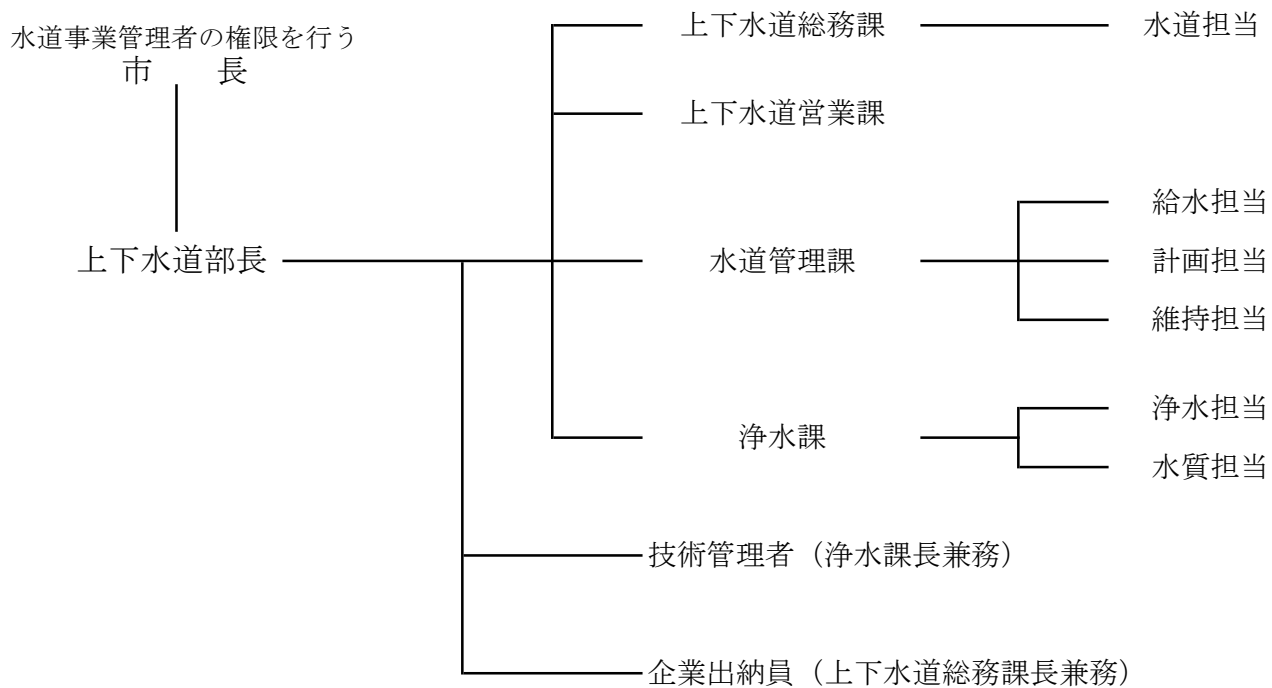 水道事業管理者の権限を行う
市　　長
上下水道部長
上下水道総務課
水道担当
上下水道営業課
水道管理課
給水担当
計画担当
維持担当
浄水課
浄水担当
水質担当
技術管理者（浄水課長兼務）
企業出納員（上下水道総務課長兼務）